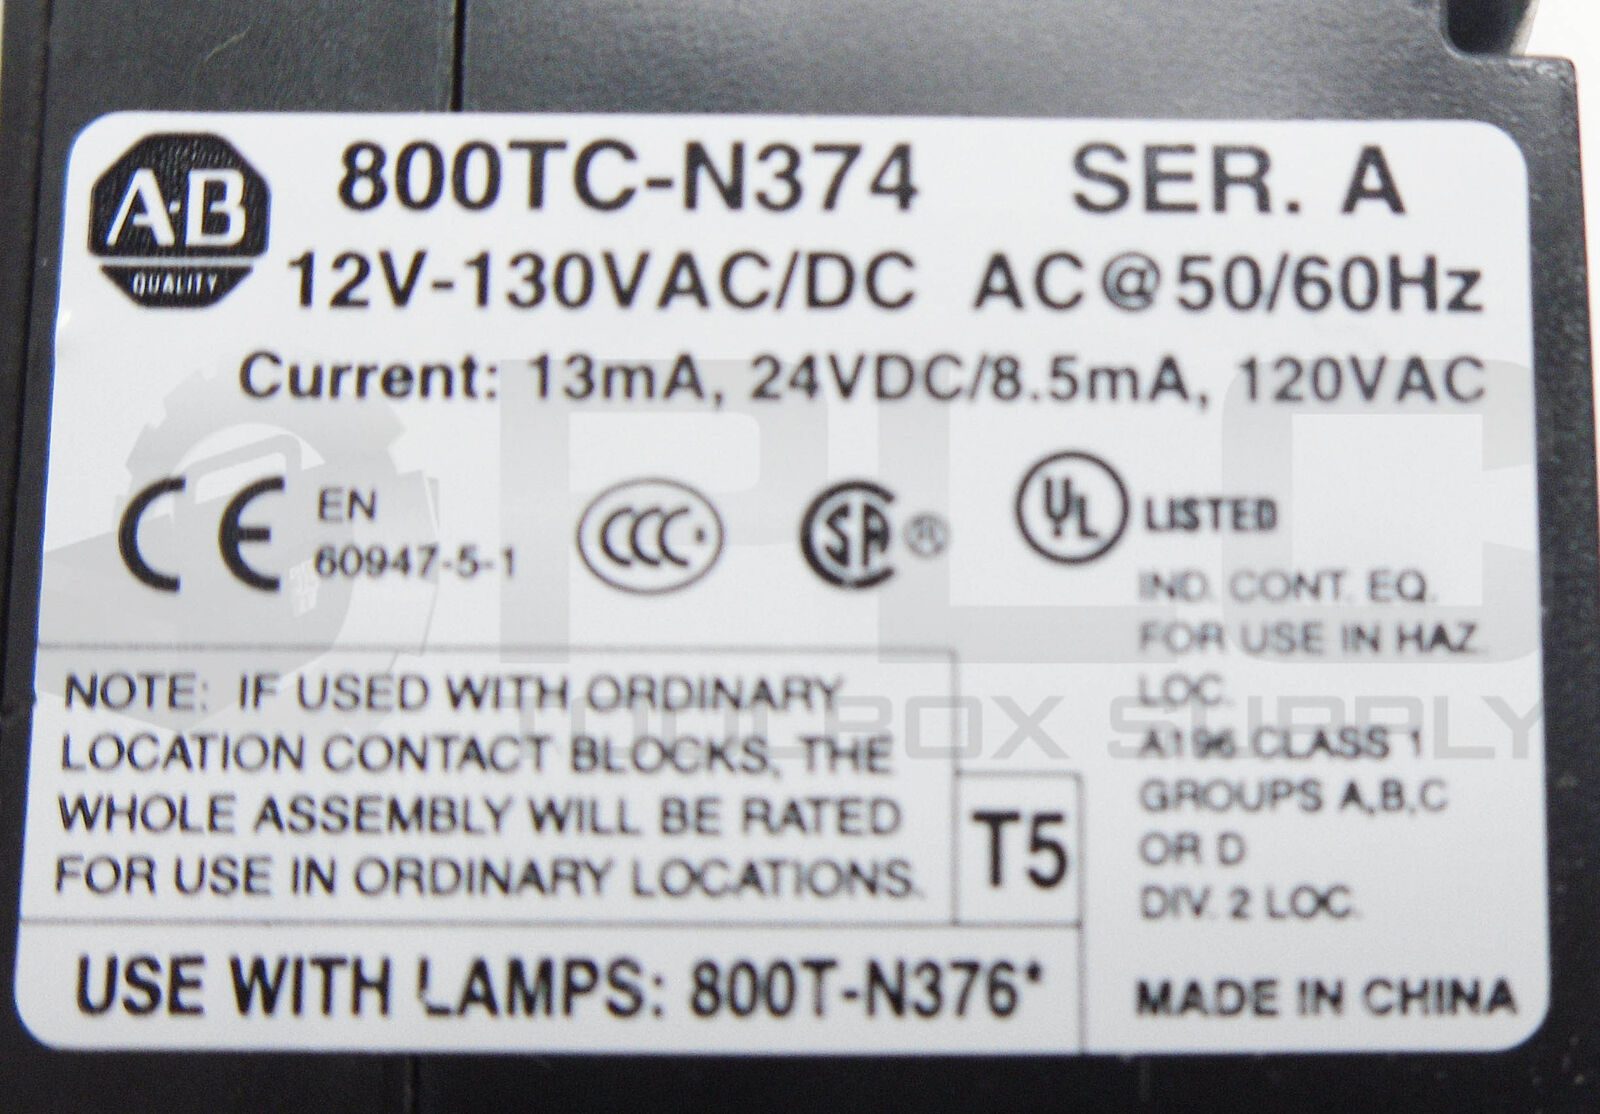 A-B
QUALITY
800TC-N374 SER. A
12V-130VAC/DC AC@50/60Hz
Current: 13mA, 24VDC/8.5mA, 120VAC
CE EN
60947-5-1
CCC
SA®
UL LISTED
IND. CONT. EQ.
FOR USE IN HAZ.
LOC.
A196 CLASS 1
GROUPS A,B,C
OR D
DIV. 2 LOC.
NOTE: IF USED WITH ORDINARY
LOCATION CONTACT BLOCKS, THE
WHOLE ASSEMBLY WILL BE RATED
FOR USE IN ORDINARY LOCATIONS.
T5
USE WITH LAMPS: 800T-N376*
MADE IN CHINA
PLC
TOOLBOX SUPPLY